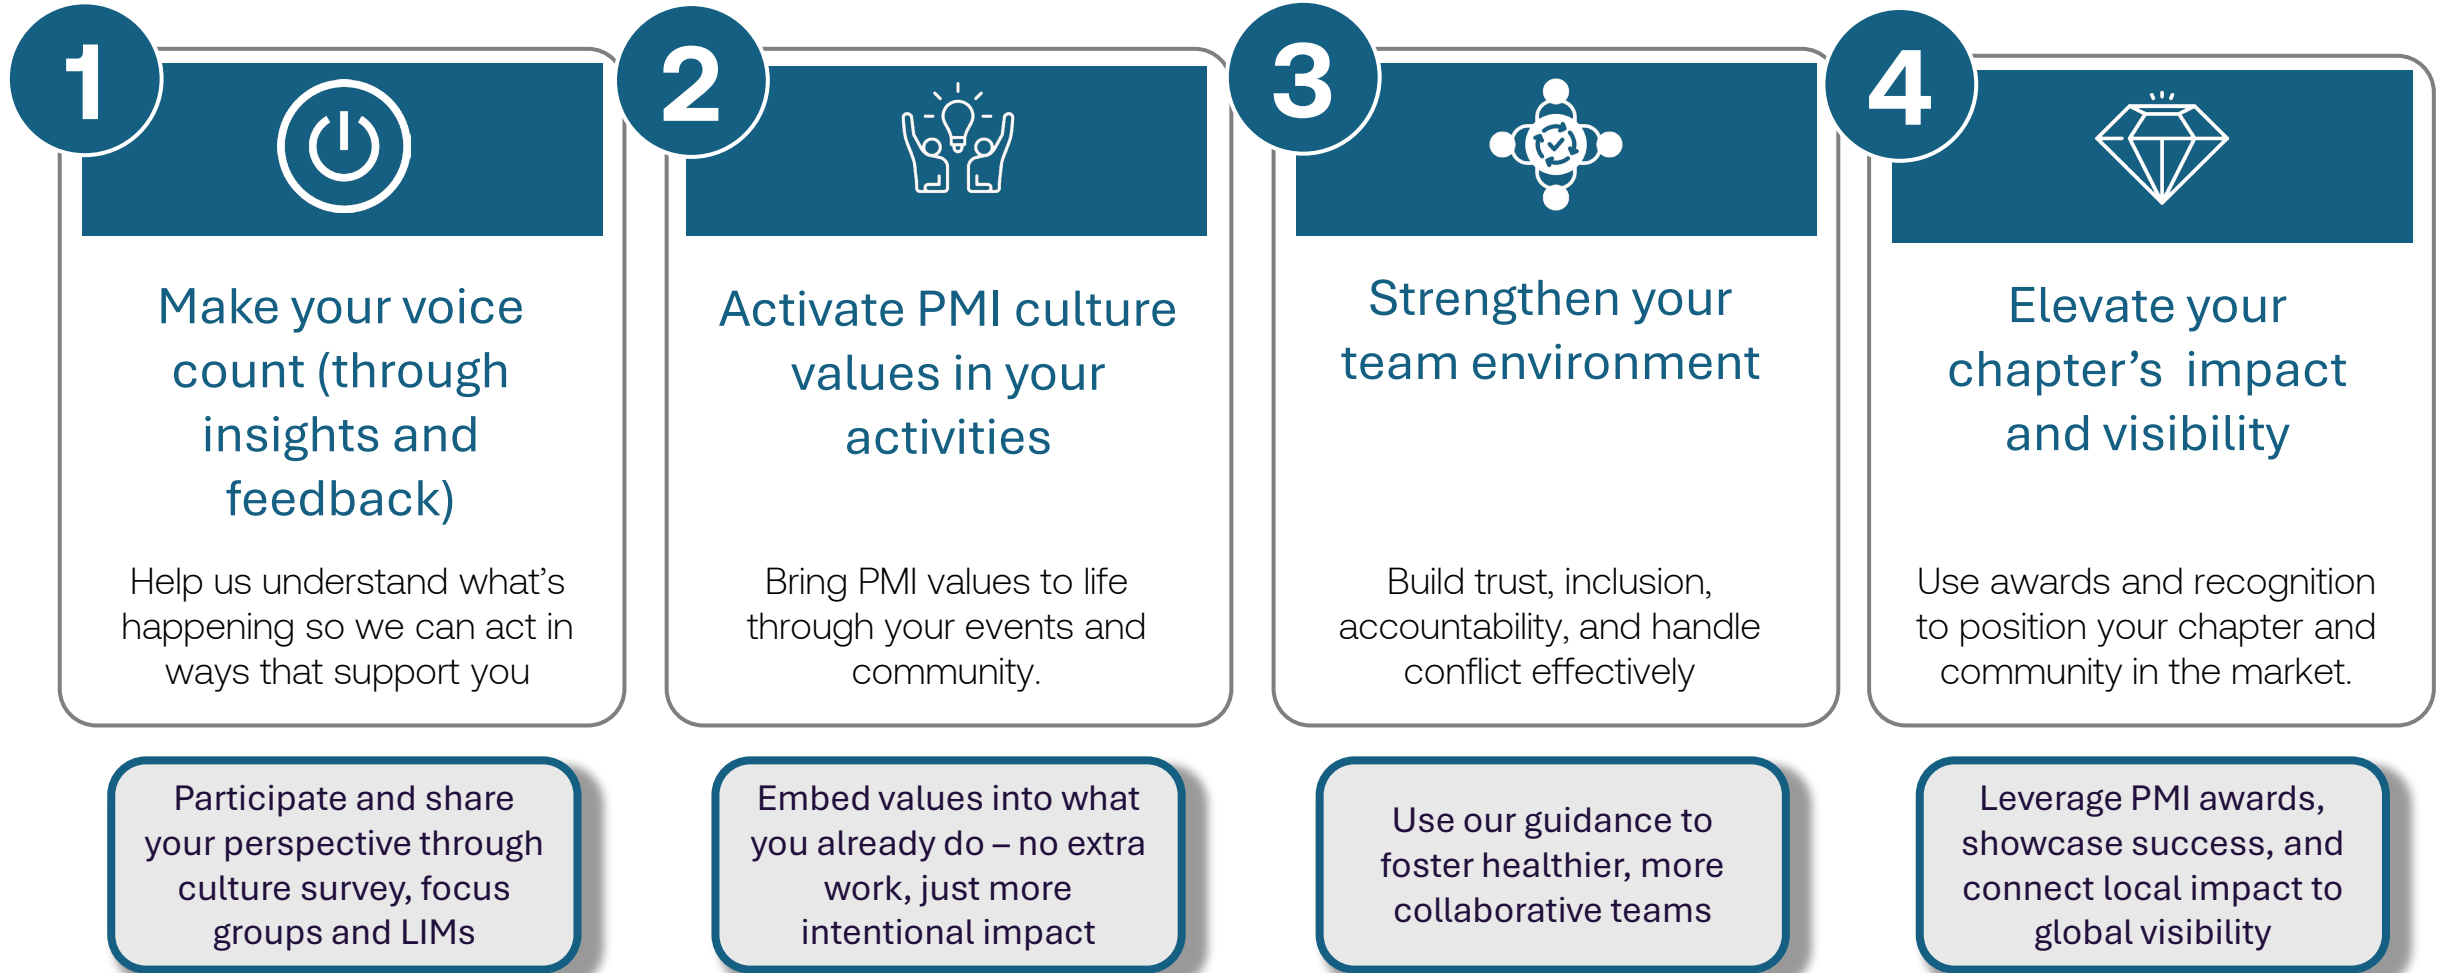 1
Make your voice
count (through
insights and
feedback)
Help us understand what's
happening so we can act in
ways that support you
Participate and share
your perspective through
culture survey, focus
groups and LIMs
2
Activate PMI culture
values in your
activities
Bring PMI values to life
through your events and
community.
Embed values into what
you already do – no extra
work, just more
intentional impact
3
Strengthen your
team environment
Build trust, inclusion,
accountability, and handle
conflict effectively
Use our guidance to
foster healthier, more
collaborative teams
4
Elevate your
chapter's  impact
and visibility
Use awards and recognition
to position your chapter and
community in the market.
Leverage PMI awards,
showcase success, and
connect local impact to
global visibility